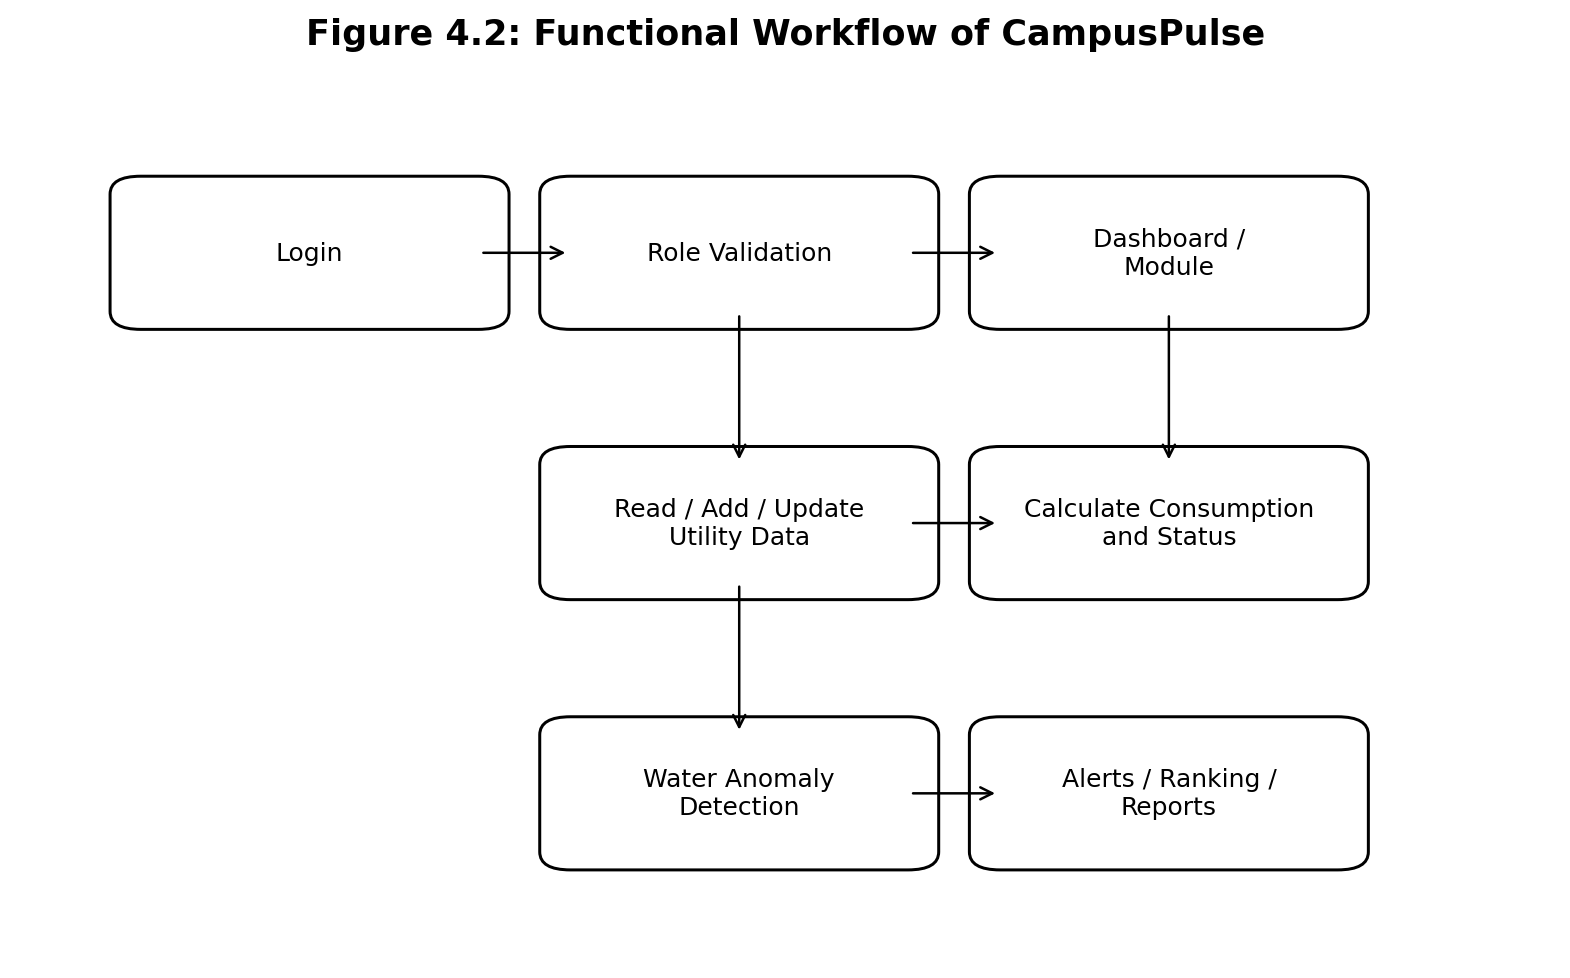 Figure 4.2: Functional Workflow of CampusPulse
Login
Role Validation
Dashboard /
Module
Read / Add / Update
Utility Data
Calculate Consumption
and Status
Water Anomaly
Detection
Alerts / Ranking /
Reports